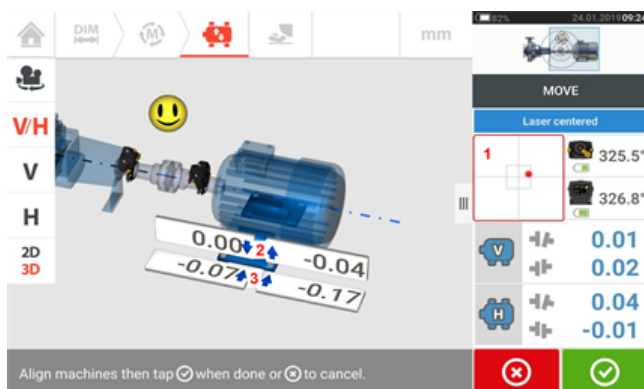 DIM
M
mm
82%
24.01.2019 09:24
MOVE
Laser centered
1
325.5°
326.8°
V/H
V
H
2D
3D
0.00
2
-0.04
-0.07
3
-0.17
V
0.01
0.02
H
0.04
-0.01
Align machines then tap when done or to cancel.